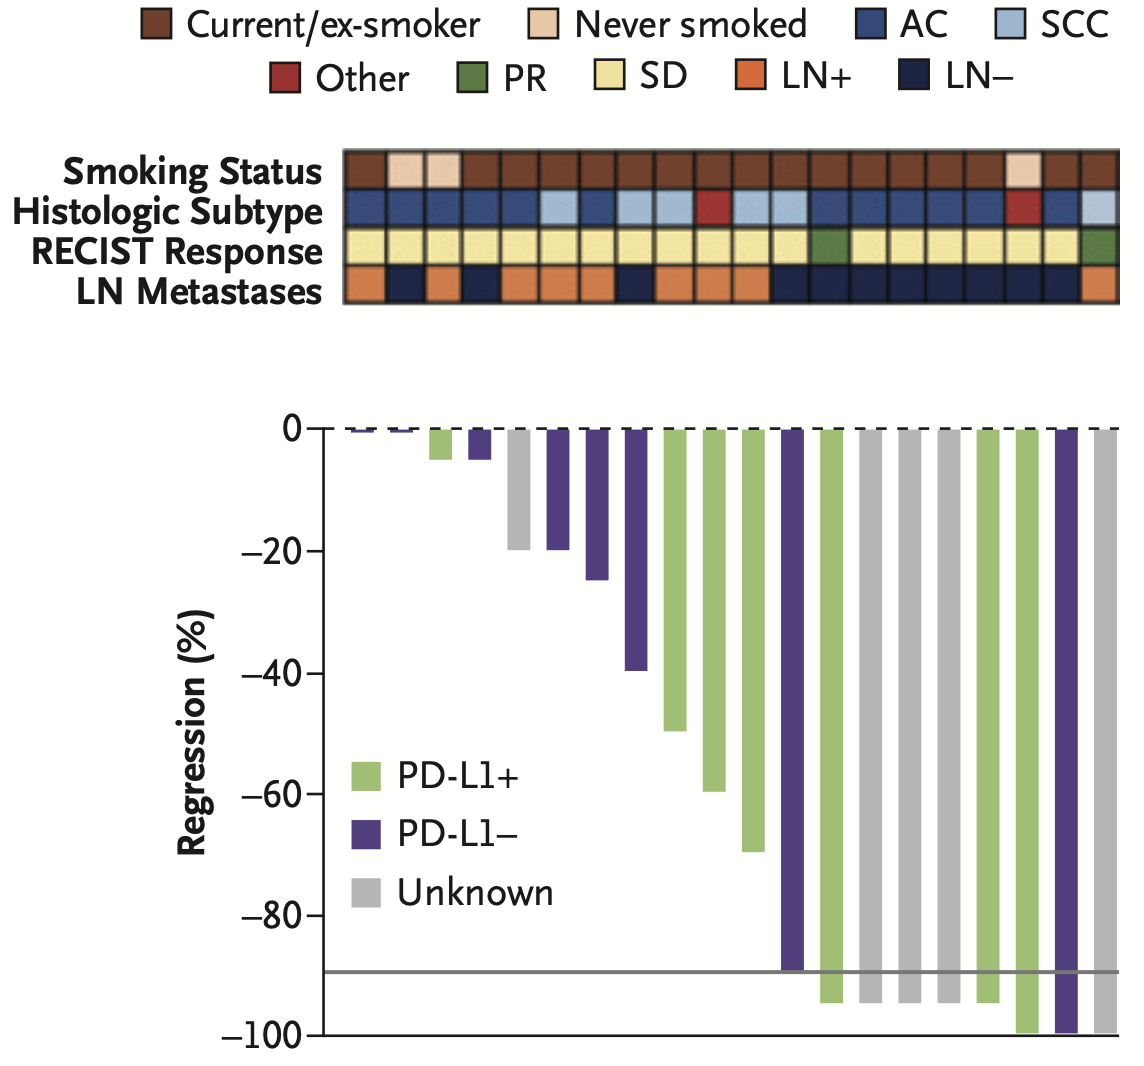 Current/ex-smoker Never smoked AC SCC
Other PR SD LN+ LN–
Smoking Status
Histologic Subtype
RECIST Response
LN Metastases
0
–20
–40
–60
–80
–100
Regression (%)
PD-L1+
PD-L1–
Unknown